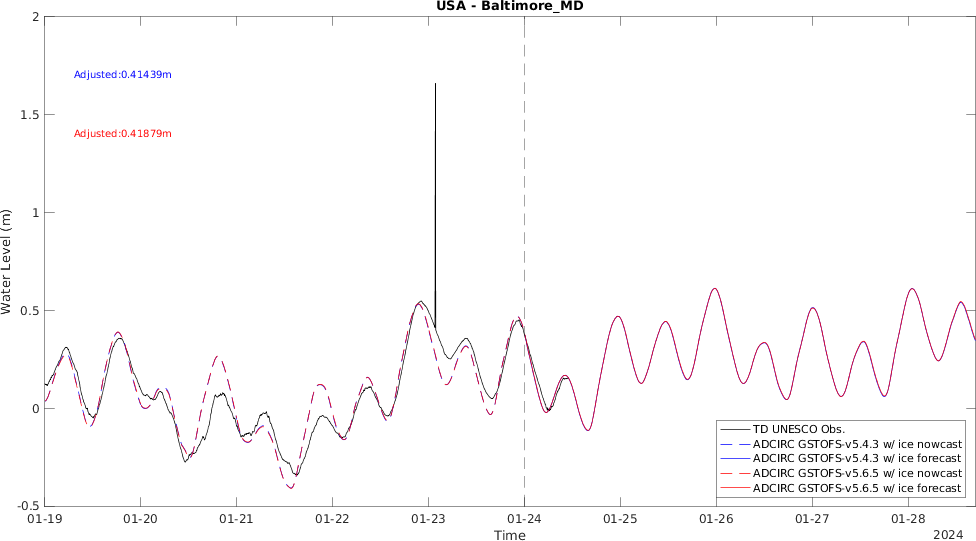 USA - Baltimore_MD
2
1.5
1
0.5
0
-0.5
Water Level (m)
Adjusted:0.41439m
Adjusted:0.41879m
TD UNESCO Obs.
ADCIRC GSTOFS-v5.4.3 w/ ice nowcast
ADCIRC GSTOFS-v5.4.3 w/ ice forecast
ADCIRC GSTOFS-v5.6.5 w/ ice nowcast
ADCIRC GSTOFS-v5.6.5 w/ ice forecast
01-19 01-20 01-21 01-22 01-23 01-24 01-25 01-26 01-27 01-28
Time
2024